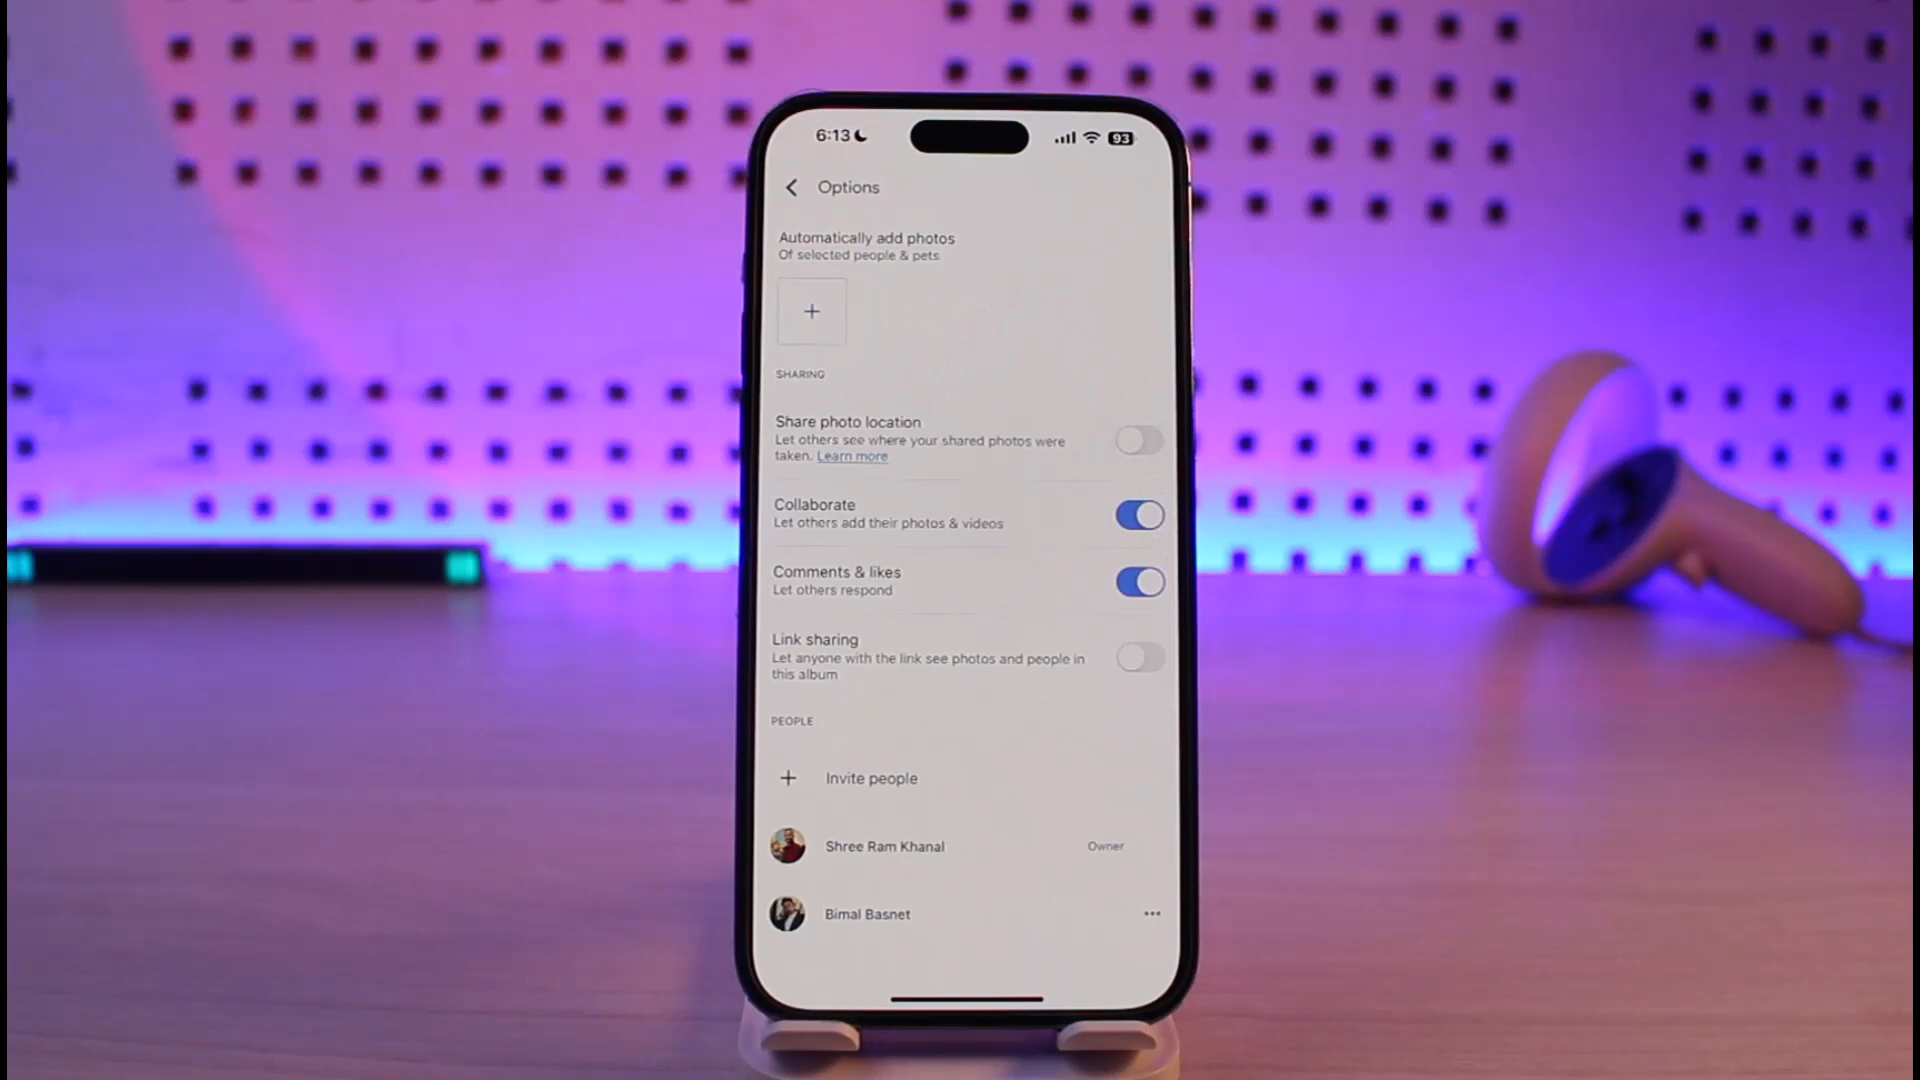 6:13
93
Options
Automatically add photos
Of selected people & pets
+
SHARING
Share photo location
Let others see where your shared photos were
taken. Learn more
Collaborate
Let others add their photos & videos
Comments & likes
Let others respond
Link sharing
Let anyone with the link see photos and people in
this album
PEOPLE
+ Invite people
Shree Ram Khanal Owner
Bimal Basnet ...